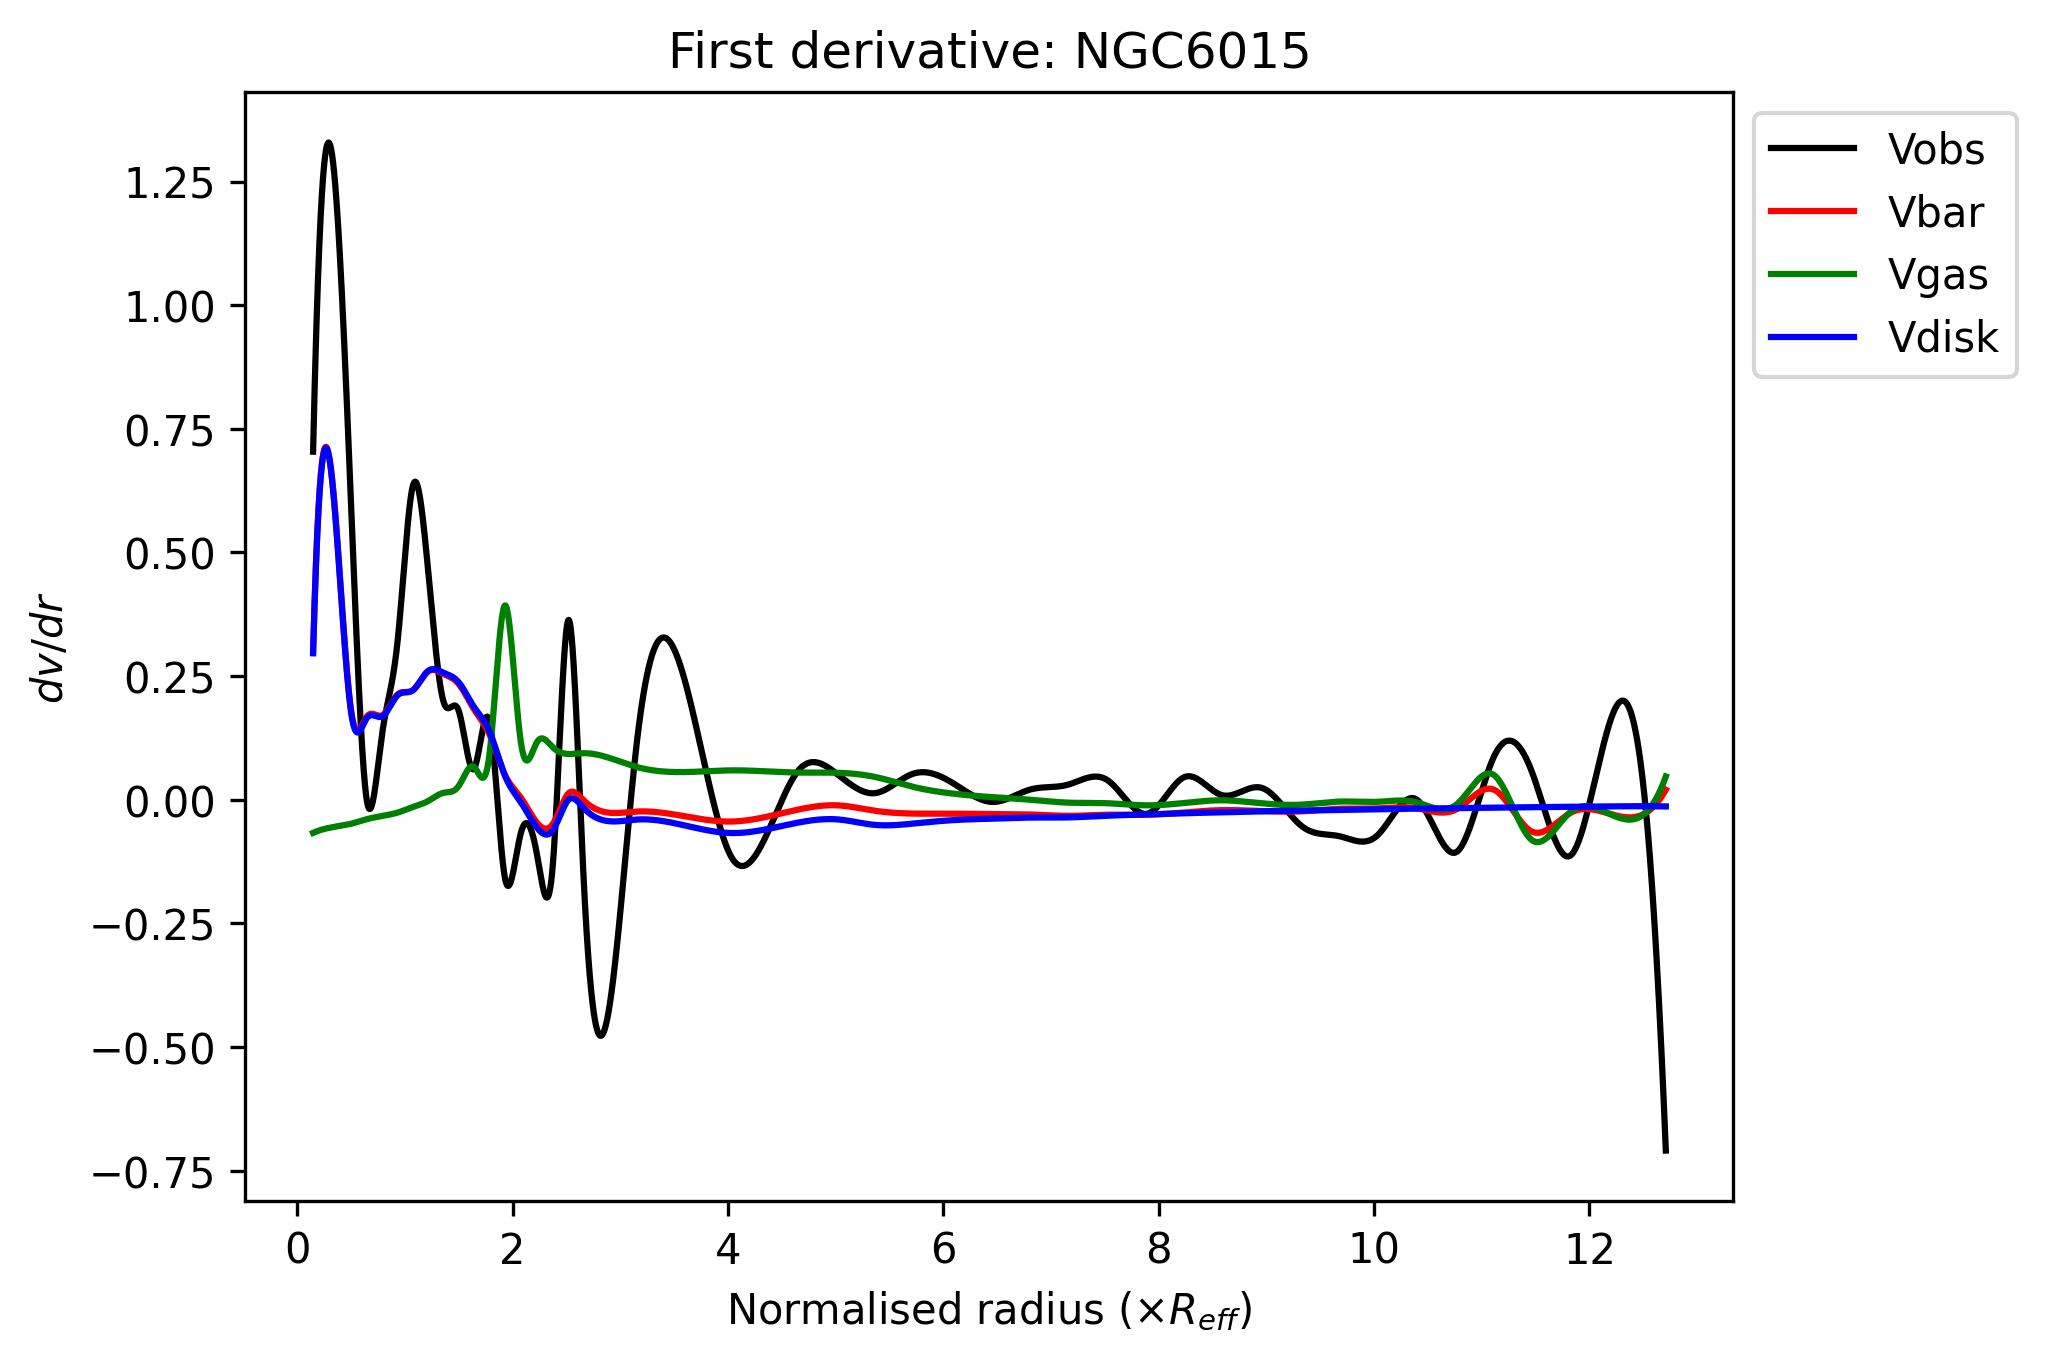 First derivative: NGC6015
1.25
1.00
0.75
0.50
0.25
0.00
−0.25
−0.50
−0.75
dv/dr
0 2 4 6 8 10 12
Normalised radius (×R_eff)
Vobs
Vbar
Vgas
Vdisk